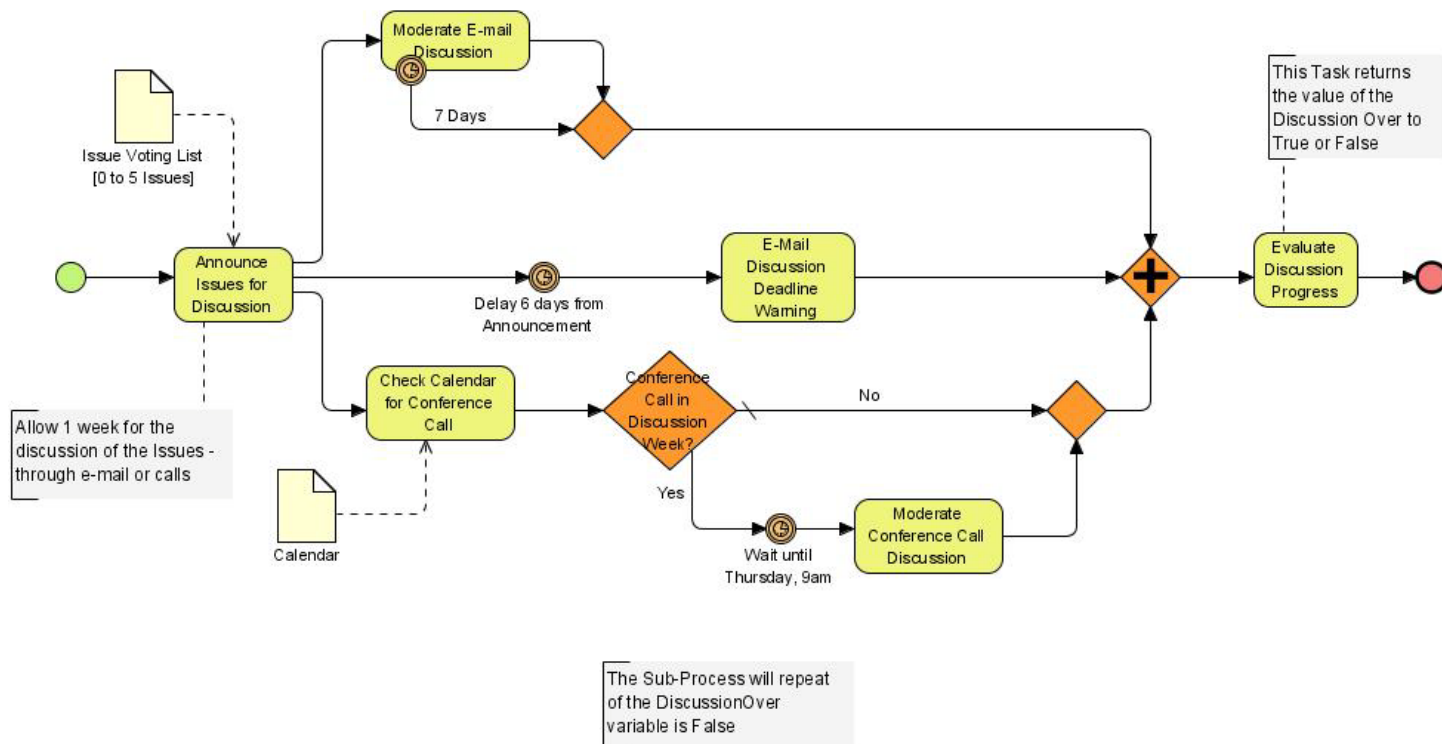 Moderate E-mail
Discussion
7 Days
This Task returns
the value of the
Discussion Over to
True or False
Issue Voting List
[0 to 5 Issues]
Announce
Issues for
Discussion
Delay 6 days from
Announcement
E-Mail
Discussion
Deadline
Warning
Evaluate
Discussion
Progress
Allow 1 week for the
discussion of the Issues -
through e-mail or calls
Check Calendar
for Conference
Call
Conference
Call in
Discussion
Week?
No
Yes
Calendar
Wait until
Thursday, 9am
Moderate
Conference Call
Discussion
The Sub-Process will repeat
of the DiscussionOver
variable is False